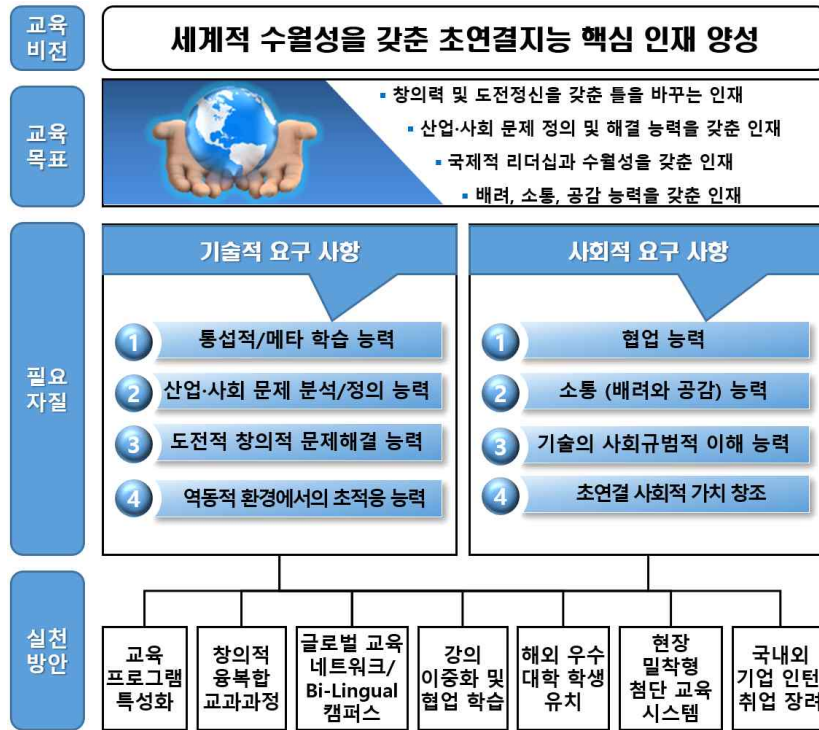 교육
비전
세계적 수월성을 갖춘 초연결지능 핵심 인재 양성
교육
목표
▪ 창의력 및 도전정신을 갖춘 틀을 바꾸는 인재
▪ 산업·사회 문제 정의 및 해결 능력을 갖춘 인재
▪ 국제적 리더십과 수월성을 갖춘 인재
▪ 배려, 소통, 공감 능력을 갖춘 인재
필요
자질
기술적 요구 사항
1 통섭적/메타 학습 능력
2 산업·사회 문제 분석/정의 능력
3 도전적 창의적 문제해결 능력
4 역동적 환경에서의 초적응 능력
사회적 요구 사항
1 협업 능력
2 소통 (배려와 공감) 능력
3 기술의 사회규범적 이해 능력
4 초연결 사회적 가치 창조
실천
방안
교육
프로그램
특성화
창의적
융복합
교과과정
글로벌 교육
네트워크/
Bi-Lingual
캠퍼스
강의
이중화 및
협업 학습
해외 우수
대학 학생
유치
현장
밀착형
첨단 교육
시스템
국내외
기업 인턴
취업 장려